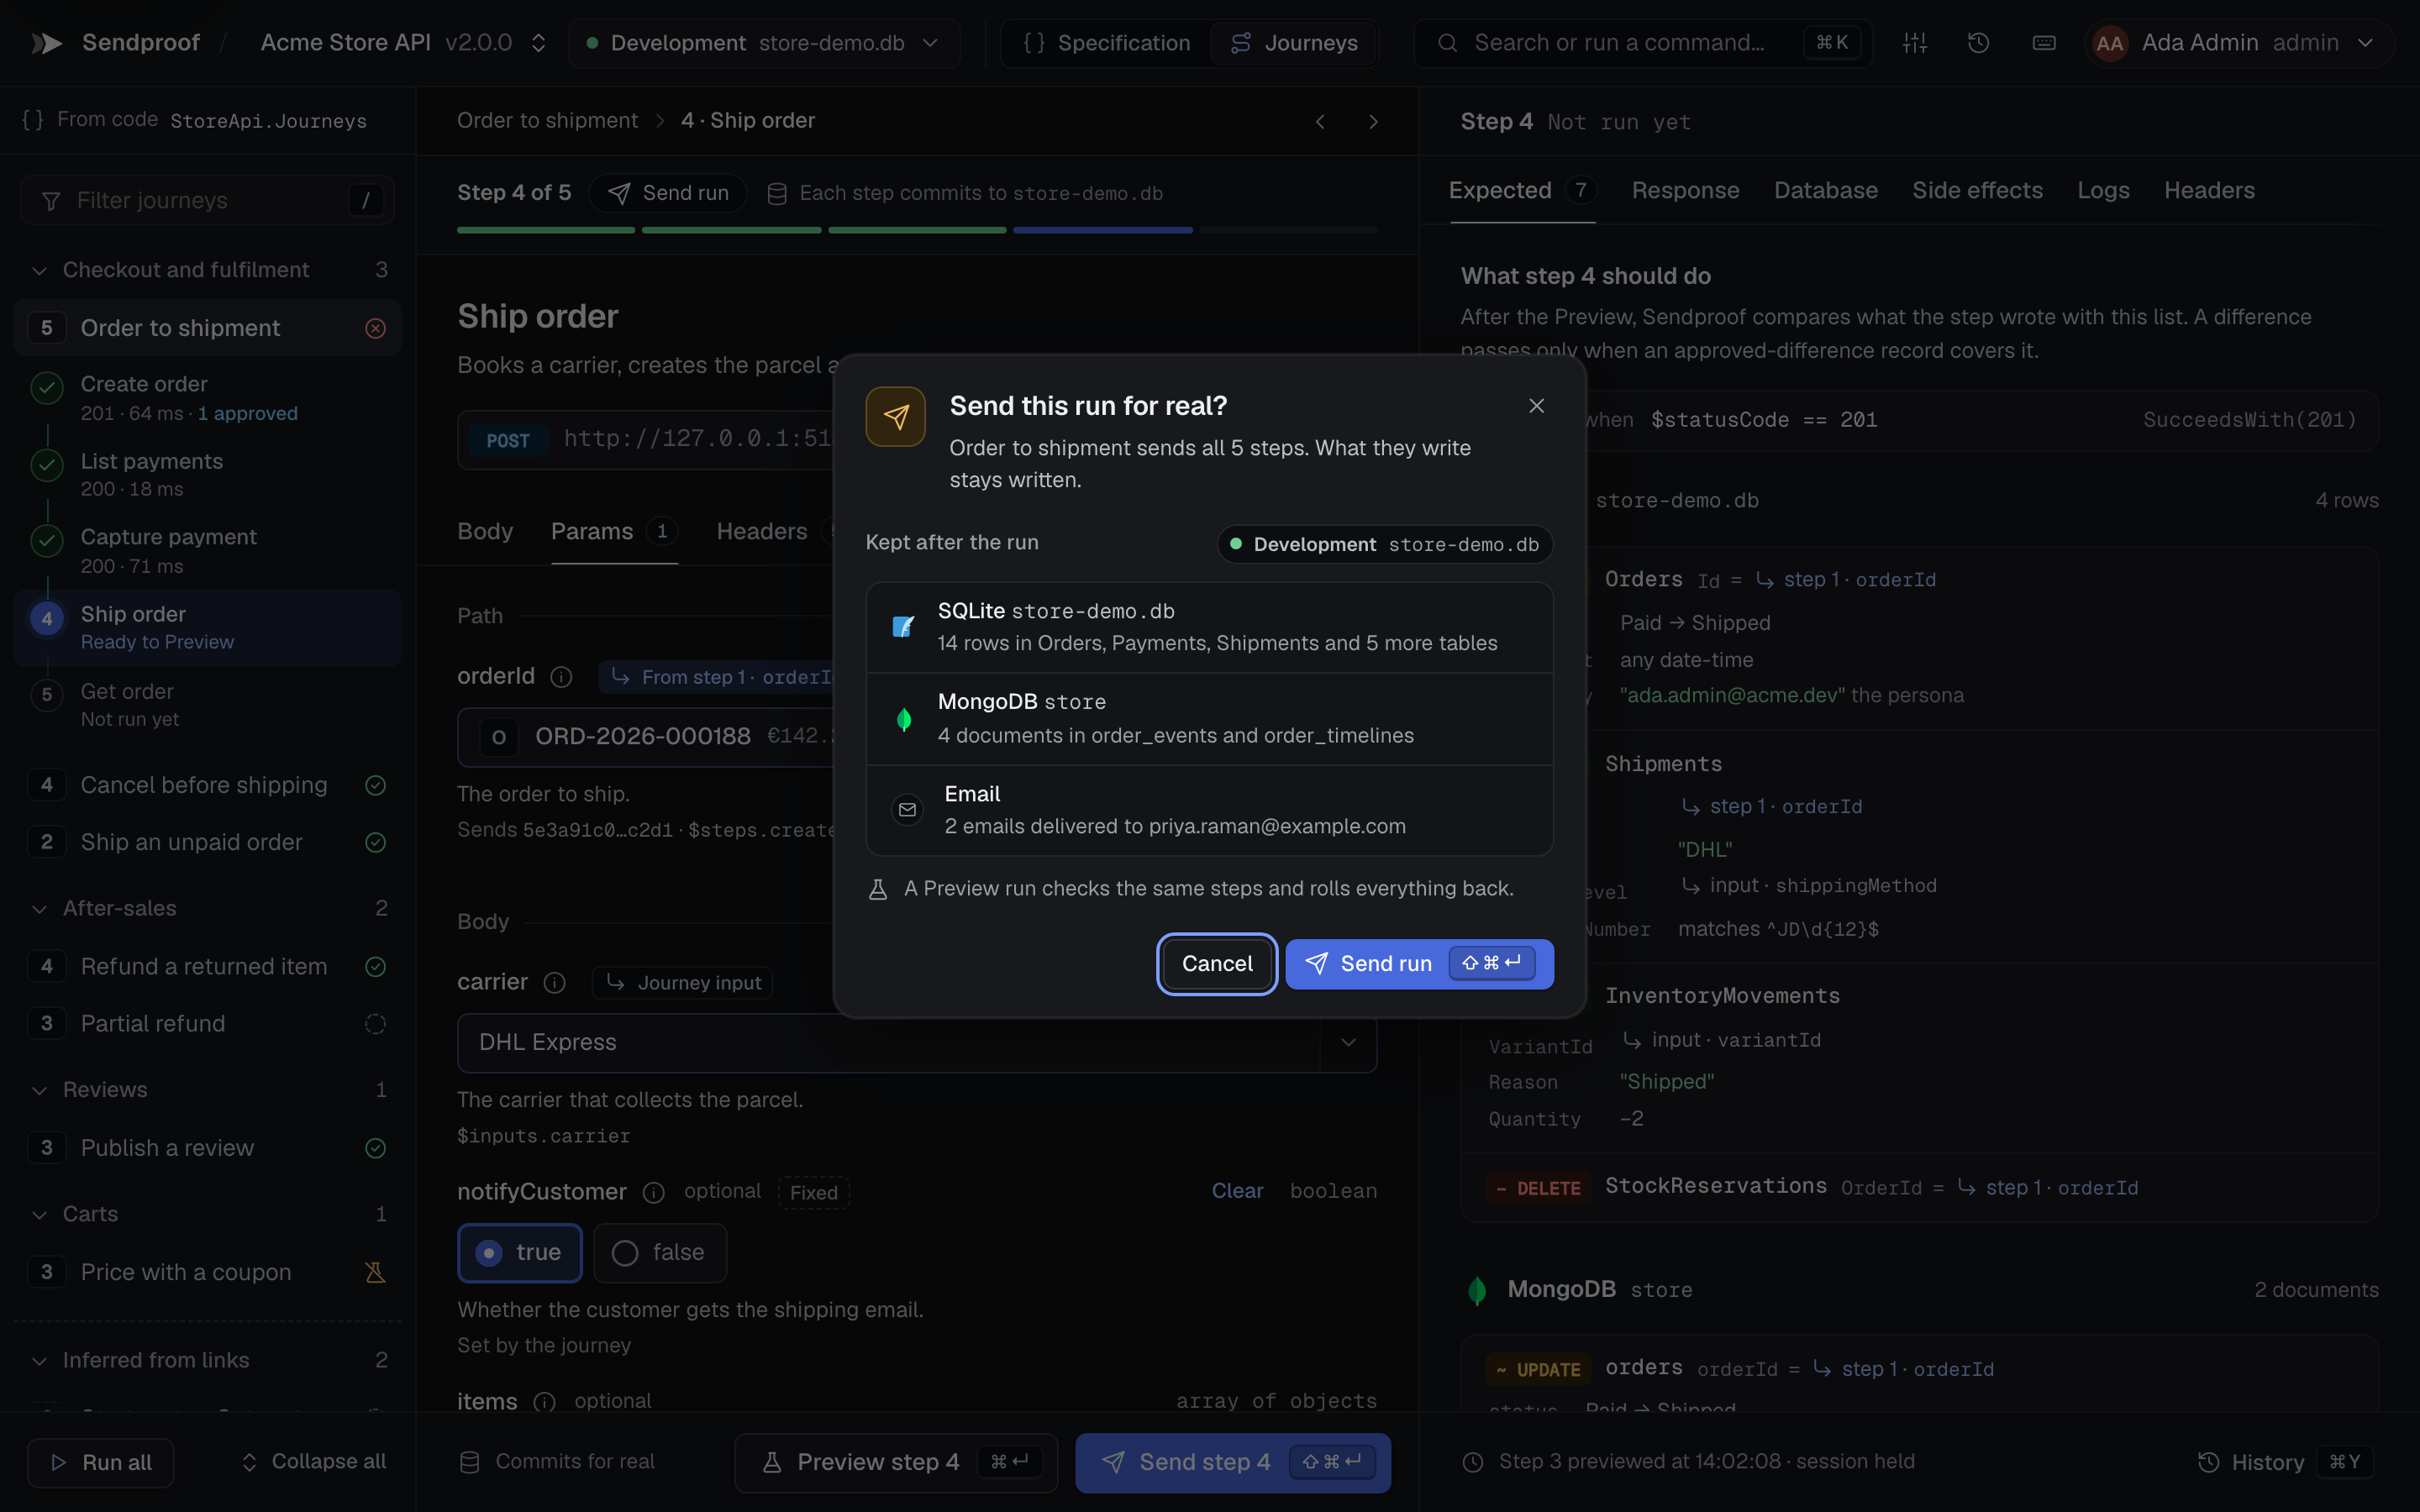 Sendproof / Acme Store API v2.0.0
Development store-demo.db
{ } Specification
Journeys
Search or run a command... ⌘K
AA Ada Admin admin
{ } From code StoreApi.Journeys
Filter journeys /
Checkout and fulfilment 3
5 Order to shipment
Create order
201 · 64 ms · 1 approved
List payments
200 · 18 ms
Capture payment
200 · 71 ms
4 Ship order
Ready to Preview
5 Get order
Not run yet
4 Cancel before shipping
2 Ship an unpaid order
After-sales 2
4 Refund a returned item
3 Partial refund
Reviews 1
3 Publish a review
Carts 1
3 Price with a coupon
Inferred from links 2
Run all
Collapse all
Order to shipment > 4 · Ship order
Step 4 of 5 Send run Each step commits to store-demo.db
Ship order
Books a carrier, creates the parcel
POST http://127.0.0.1:51
Body Params 1 Headers
Path
orderId From step 1 · orderI
O ORD-2026-000188 €142.
The order to ship.
Sends 5e3a91c0…c2d1 · $steps.create
Body
carrier Journey input
DHL Express
The carrier that collects the parcel.
$inputs.carrier
notifyCustomer optional Fixed Clear boolean
true false
Whether the customer gets the shipping email.
Set by the journey
items optional array of objects
Commits for real
Preview step 4 ⌘↵
Send step 4 ⇧⌘↵
Send this run for real?
Order to shipment sends all 5 steps. What they write
stays written.
Kept after the run
Development store-demo.db
SQLite store-demo.db
14 rows in Orders, Payments, Shipments and 5 more tables
MongoDB store
4 documents in order_events and order_timelines
Email
2 emails delivered to priya.raman@example.com
A Preview run checks the same steps and rolls everything back.
Cancel
Send run ⇧⌘↵
Step 4 Not run yet
Expected 7 Response Database Side effects Logs Headers
What step 4 should do
After the Preview, Sendproof compares what the step wrote with this list. A difference
passes only when an approved-difference record covers it.
when $statusCode == 201 SucceedsWith(201)
store-demo.db 4 rows
Orders Id = step 1 · orderId
Paid → Shipped
any date-time
"ada.admin@acme.dev" the persona
Shipments
step 1 · orderId
"DHL"
input · shippingMethod
Number matches ^JD\d{12}$
InventoryMovements
VariantId input · variantId
Reason "Shipped"
Quantity −2
− DELETE StockReservations OrderId = step 1 · orderId
MongoDB store 2 documents
~ UPDATE orders orderId = step 1 · orderId
status Paid → Shipped
Step 3 previewed at 14:02:08 · session held
History ⌘Y